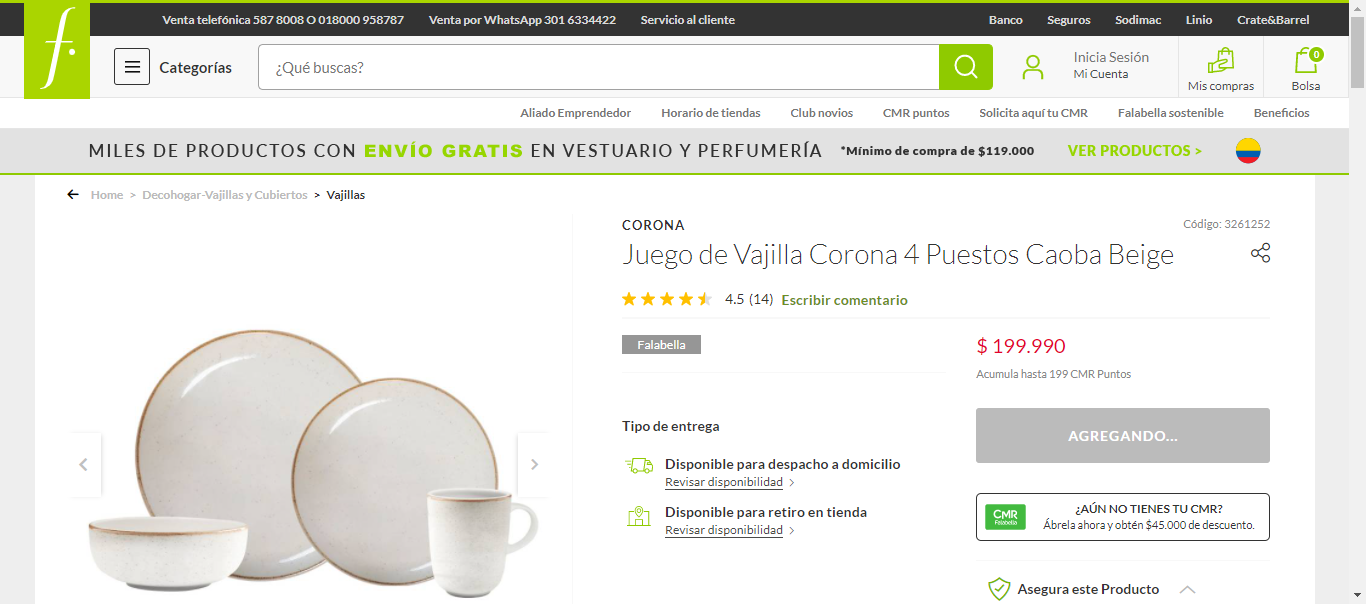 Venta telefónica 587 8008 O 018000 958787 Venta por WhatsApp 301 6334422 Servicio al cliente Banco Seguros Sodimac Linio Crate&Barrel
f.
Categorías ¿Qué buscas? Inicia Sesión
Mi Cuenta
Mis compras
0
Bolsa
Aliado Emprendedor Horario de tiendas Club novios CMR puntos Solicita aquí tu CMR Falabella sostenible Beneficios
MILES DE PRODUCTOS CON ENVÍO GRATIS EN VESTUARIO Y PERFUMERÍA *Mínimo de compra de $119.000 VER PRODUCTOS >
Home > Decohogar-Vajillas y Cubiertos > Vajillas
CORONA
Código: 3261252
Juego de Vajilla Corona 4 Puestos Caoba Beige
4.5 (14) Escribir comentario
Falabella
$ 199.990
Acumula hasta 199 CMR Puntos
Tipo de entrega
AGREGANDO...
Disponible para despacho a domicilio
Revisar disponibilidad >
Disponible para retiro en tienda
Revisar disponibilidad >
CMR
Falabella
¿AÚN NO TIENES TU CMR?
Ábrela ahora y obtén $45.000 de descuento.
Asegura este Producto